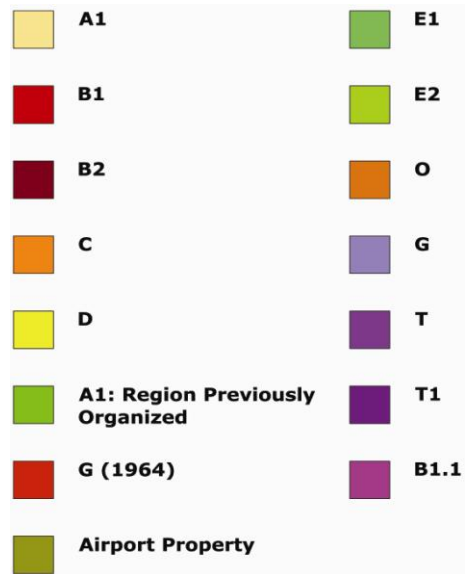 A1
B1
B2
C
D
A1: Region Previously
Organized
G (1964)
Airport Property
E1
E2
O
G
T
T1
B1.1